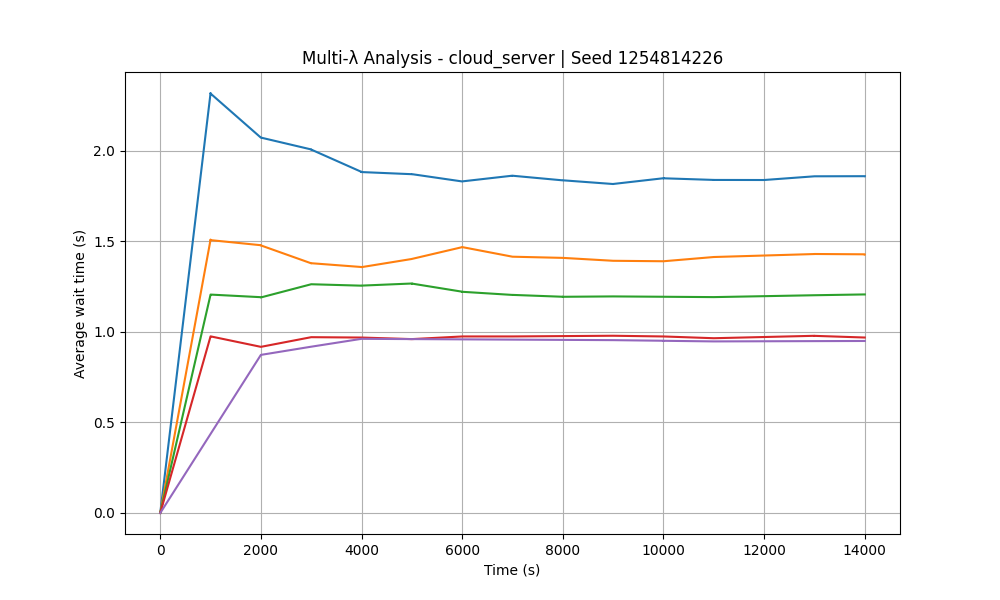 Multi-λ Analysis - cloud_server | Seed 1254814226
Average wait time (s)
2.0
1.5
1.0
0.5
0.0
0 2000 4000 6000 8000 10000 12000 14000
Time (s)